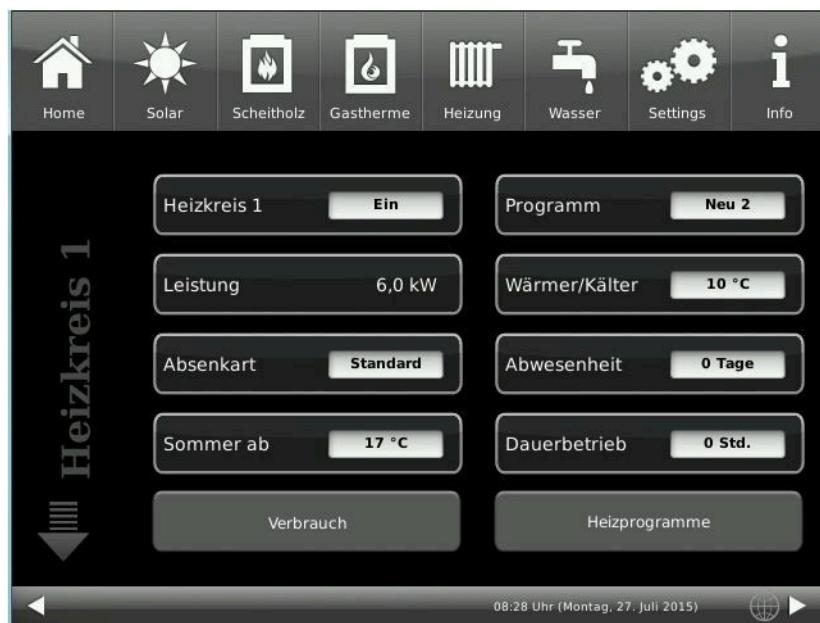 Home Solar Scheitholz Gastherme Heizung Wasser Settings Info
Heizkreis 1
Heizkreis 1 Ein
Programm Neu 2
Leistung 6,0 kW
Wärmer/Kälter 10 °C
Absenkart Standard
Abwesenheit 0 Tage
Sommer ab 17 °C
Dauerbetrieb 0 Std.
Verbrauch
Heizprogramme
08:28 Uhr (Montag, 27. Juli 2015)